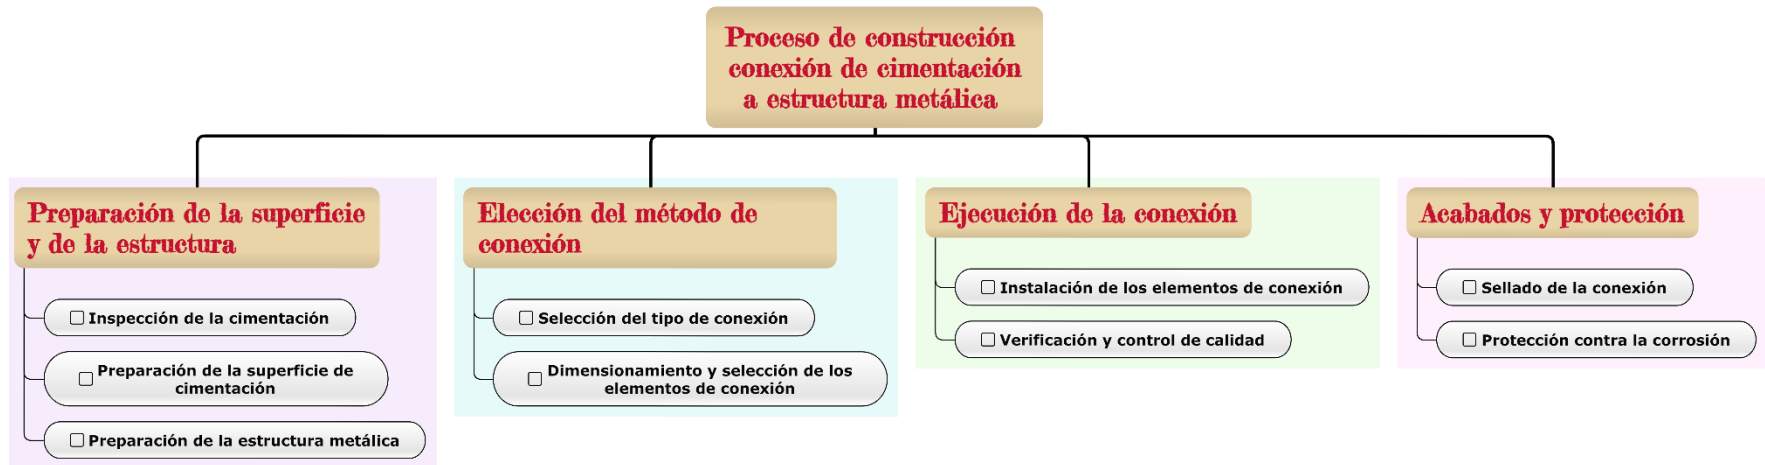 Proceso de construcción
conexión de cimentación
a estructura metálica
Preparación de la superficie
y de la estructura
Inspección de la cimentación
Preparación de la superficie de
cimentación
Preparación de la estructura metálica
Elección del método de
conexión
Selección del tipo de conexión
Dimensionamiento y selección de los
elementos de conexión
Ejecución de la conexión
Instalación de los elementos de conexión
Verificación y control de calidad
Acabados y protección
Sellado de la conexión
Protección contra la corrosión